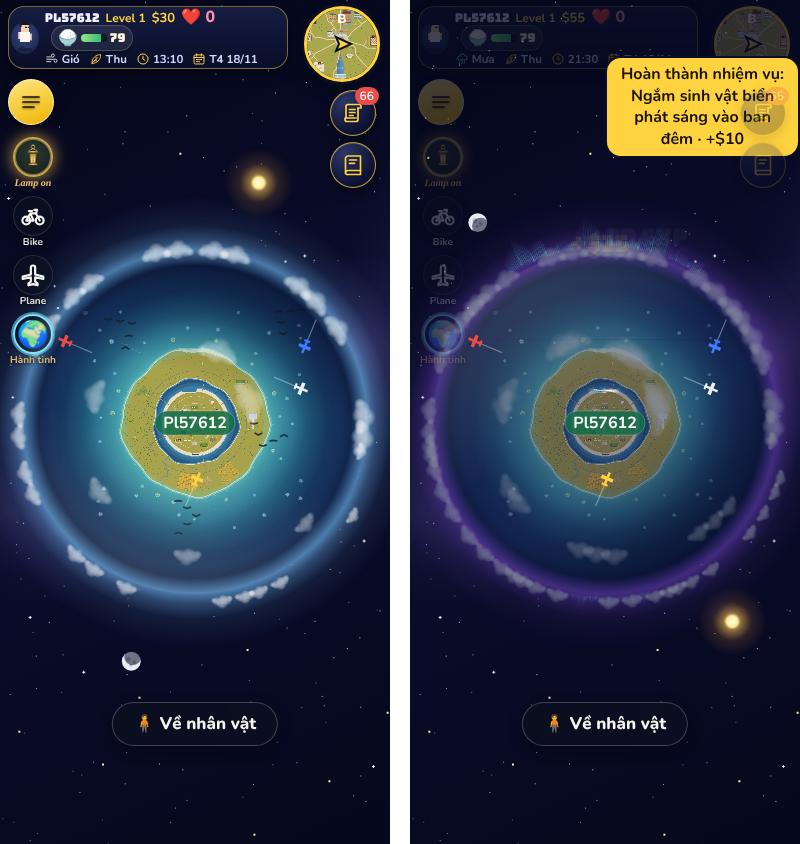 PL57612 Level 1 $30 ❤️ 0
79
Gió Thu 13:10 T4 18/11
B
66
Lamp on
Bike
Plane
Hành tinh
Pl57612
Về nhân vật
PL57612 Level 1 $55 ❤️ 0
79
Mưa Thu 21:30
B
Hoàn thành nhiệm vụ:
Ngắm sinh vật biển
phát sáng vào ban
đêm · +$10
Lamp on
Bike
Plane
Hành tinh
Pl57612
Về nhân vật